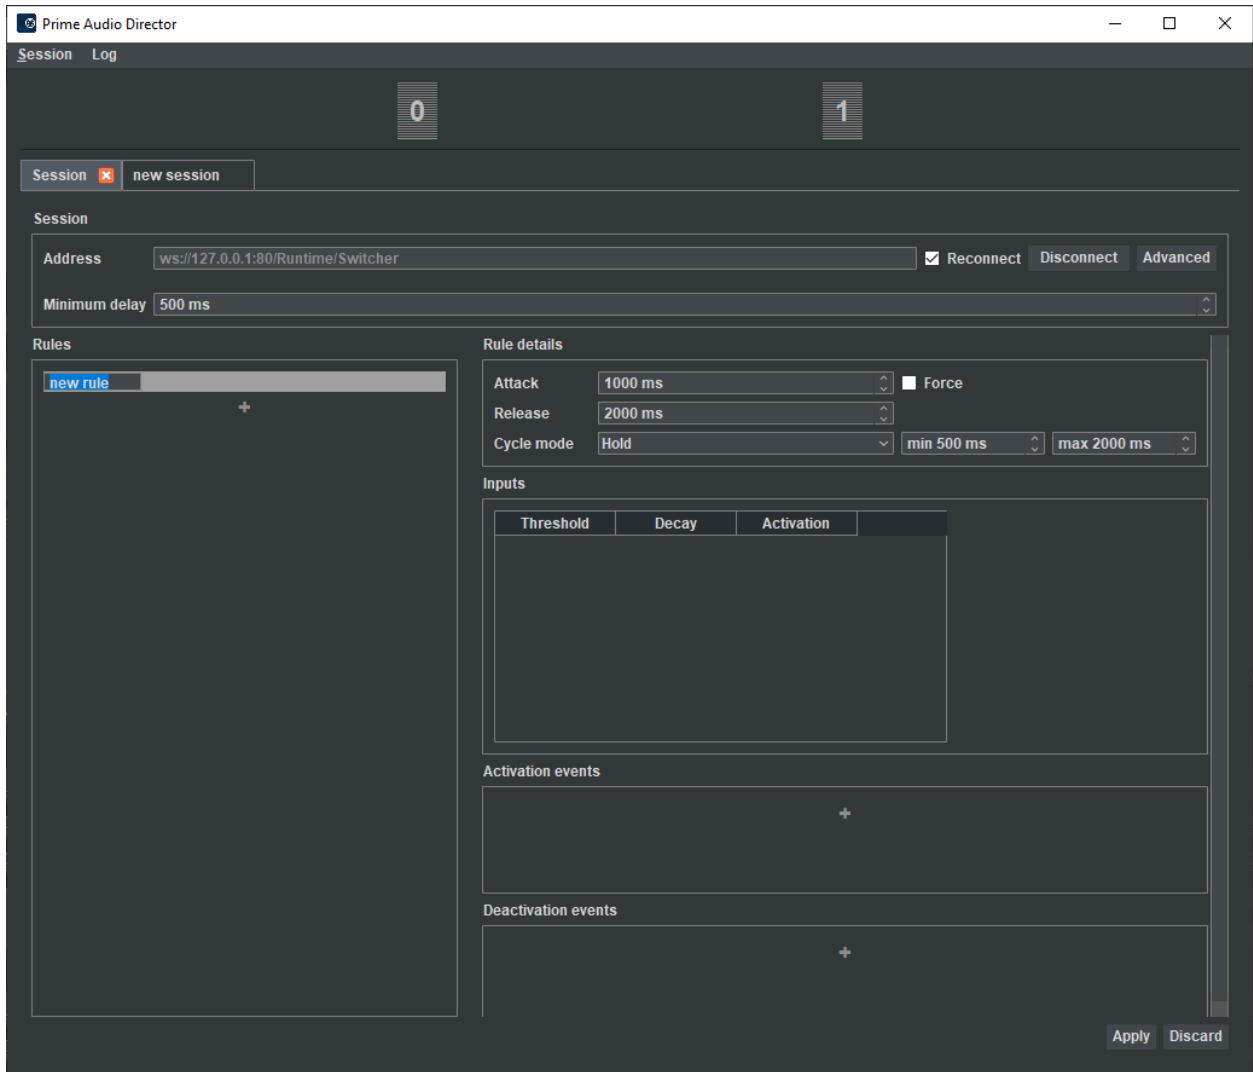 Prime Audio Director
Session Log
0 1
Session new session
Session
Address ws://127.0.0.1:80/Runtime/Switcher Reconnect Disconnect Advanced
Minimum delay 500 ms
Rules
new rule
+
Rule details
Attack 1000 ms Force
Release 2000 ms
Cycle mode Hold min 500 ms max 2000 ms
Inputs
Threshold Decay Activation
Activation events
+
Deactivation events
+
Apply Discard